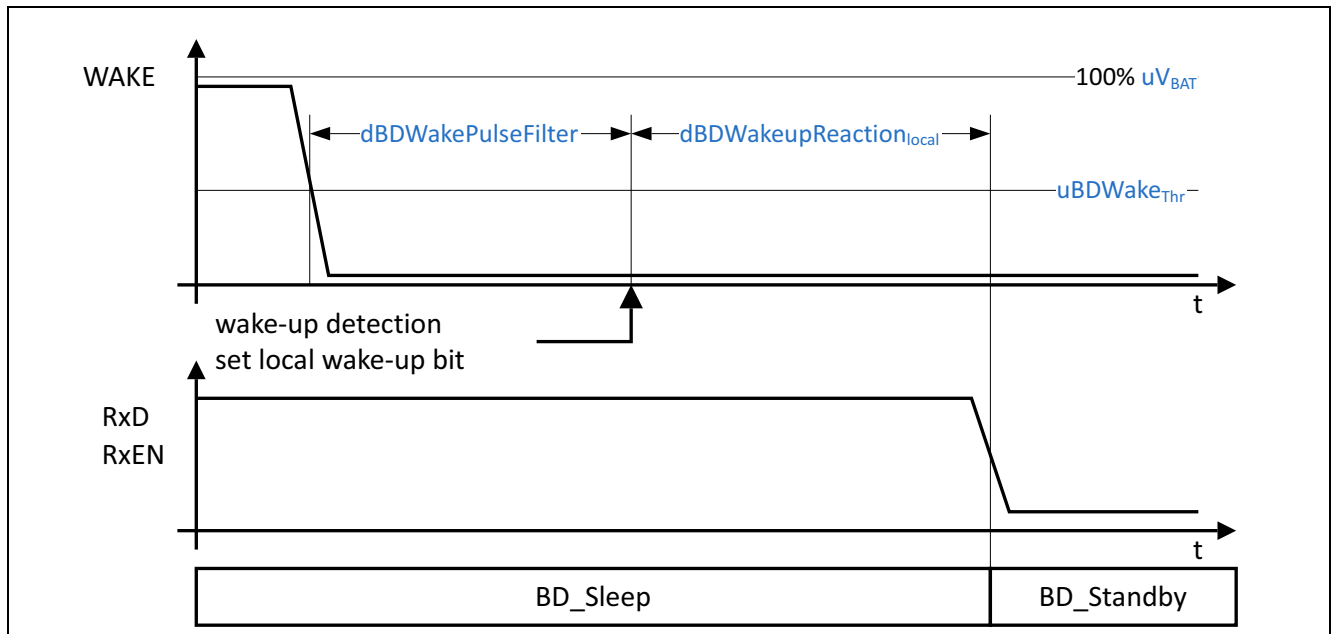 WAKE
100% uVBAT
dBDWakePulseFilter
dBDWakeupReactionlocal
uBDWakeThr
t
wake-up detection
set local wake-up bit
RxD
RxEN
t
BD_Sleep
BD_Standby